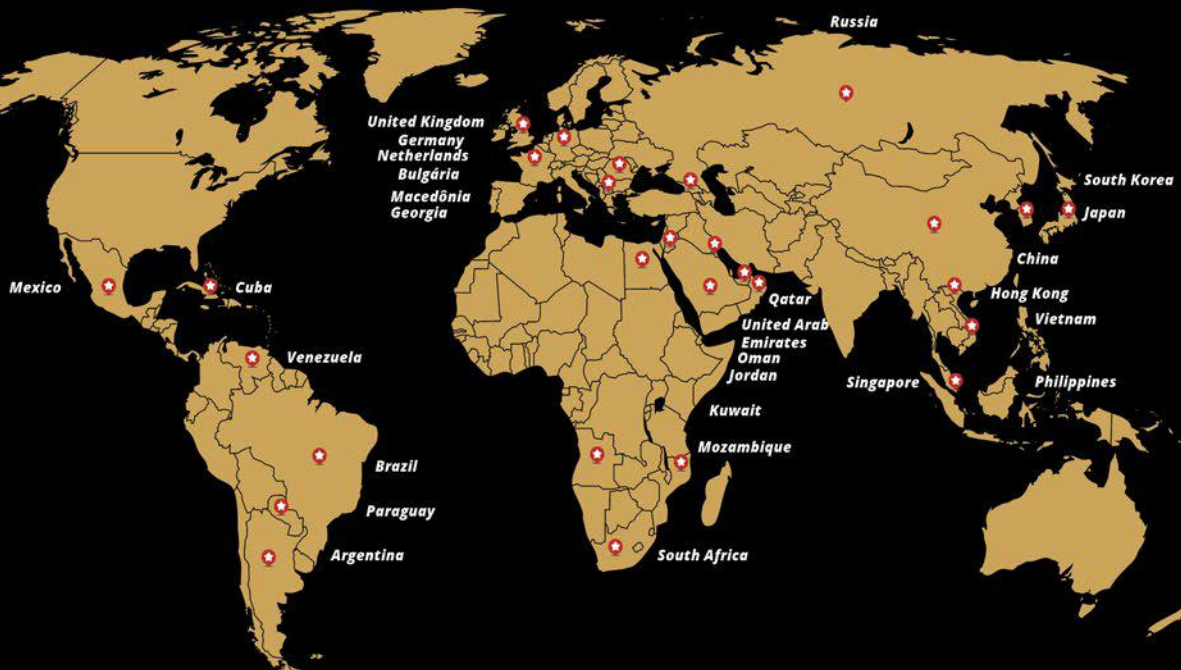 Russia
United Kingdom
Germany
Netherlands
Bulgária
Macedônia
Georgia
South Korea
Japan
China
Mexico
Cuba
Hong Kong
Qatar
Vietnam
United Arab
Emirates
Oman
Jordan
Venezuela
Singapore
Philippines
Kuwait
Mozambique
Brazil
Paraguay
Argentina
South Africa